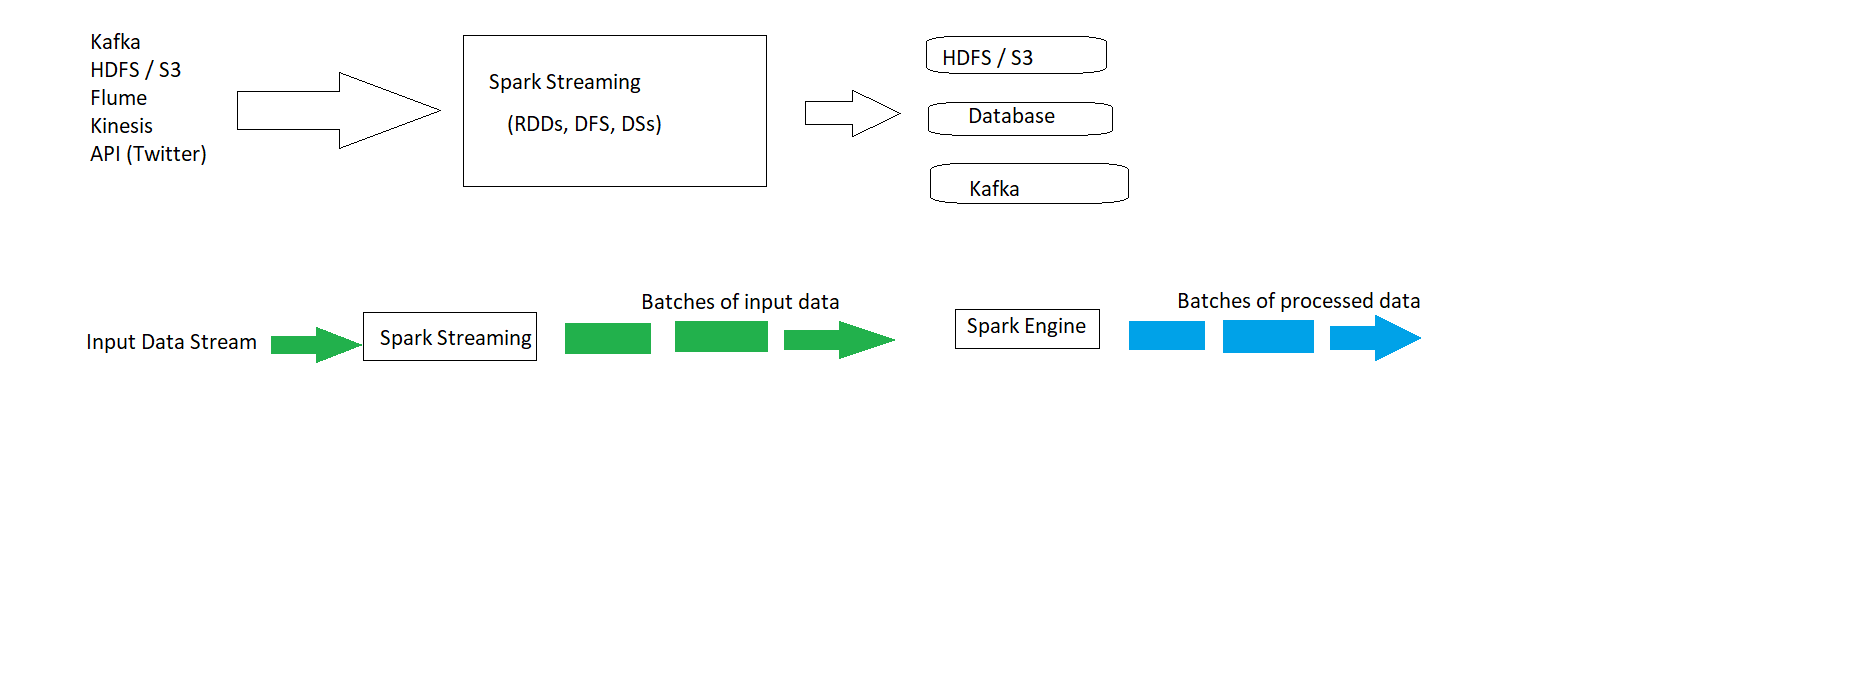 Kafka
HDFS / S3
Flume
Kinesis
API (Twitter)
Spark Streaming
(RDDs, DFS, DSs)
HDFS / S3
Database
Kafka
Input Data Stream
Spark Streaming
Batches of input data
Spark Engine
Batches of processed data